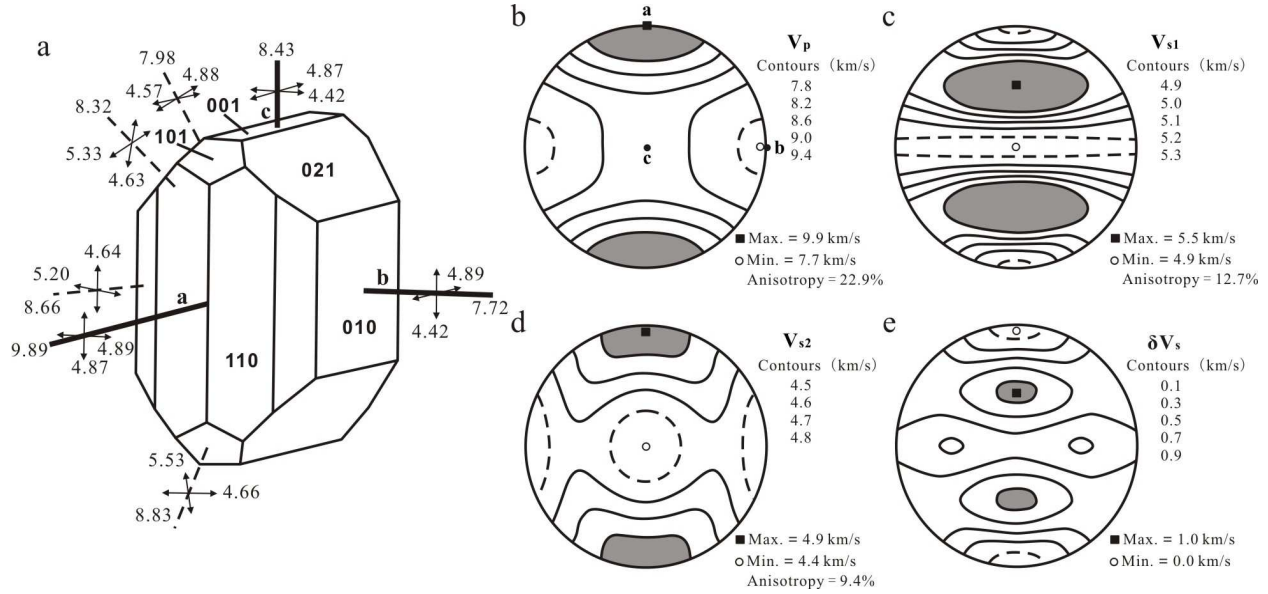 a
7.98
8.43
4.88
4.87
4.57
4.42
8.32
001
c
101
5.33
4.63
021
4.64
5.20
a
8.66
b
4.89
7.72
4.42
010
9.89
4.89
4.87
110
5.53
4.66
8.83
b
a
Vp
Contours (km/s)
7.8
8.2
8.6
9.0
9.4
c
b
Max. = 9.9 km/s
Min. = 7.7 km/s
Anisotropy = 22.9%
c
Vs1
Contours (km/s)
4.9
5.0
5.1
5.2
5.3
Max. = 5.5 km/s
Min. = 4.9 km/s
Anisotropy = 12.7%
d
Vs2
Contours (km/s)
4.5
4.6
4.7
4.8
Max. = 4.9 km/s
Min. = 4.4 km/s
Anisotropy = 9.4%
e
δVs
Contours (km/s)
0.1
0.3
0.5
0.7
0.9
Max. = 1.0 km/s
Min. = 0.0 km/s